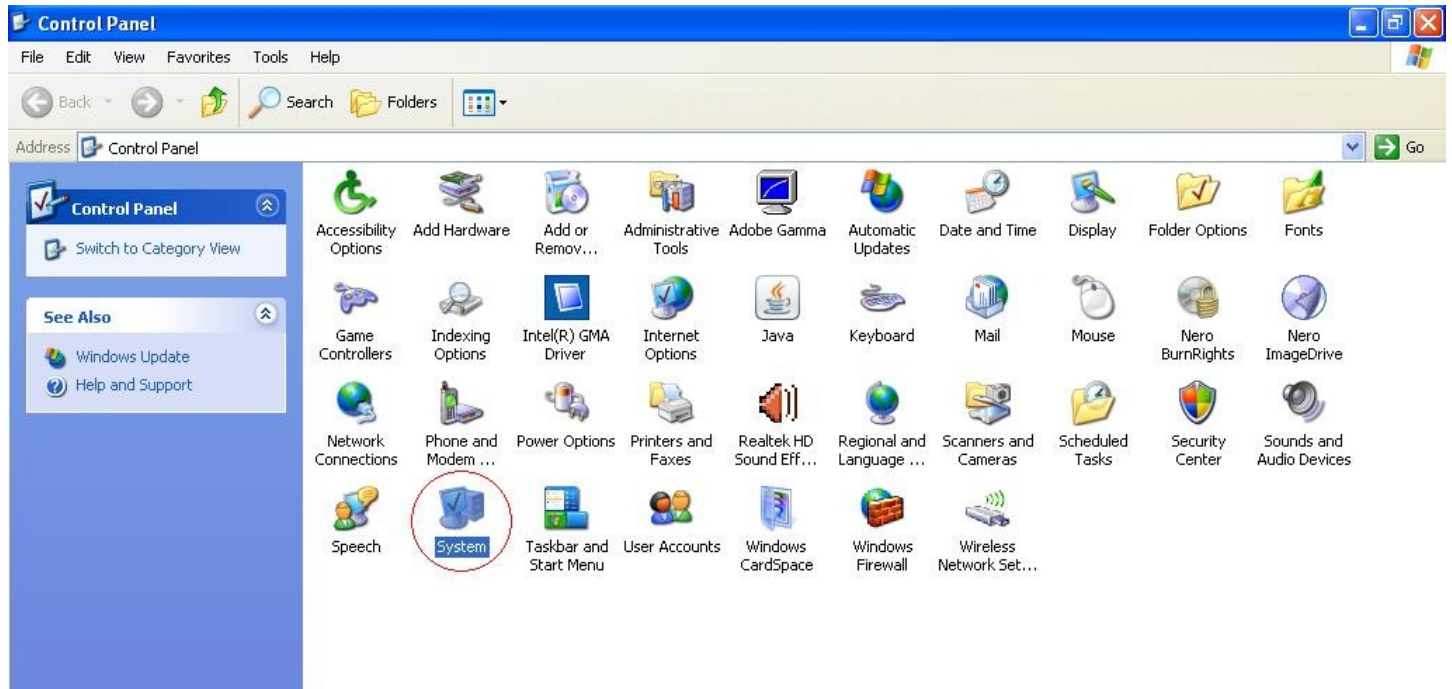 Control Panel
File Edit View Favorites Tools Help
Back Search Folders
Address Control Panel Go
Control Panel
Switch to Category View
See Also
Windows Update
Help and Support
Accessibility Options
Add Hardware
Add or Remov...
Administrative Tools
Adobe Gamma
Automatic Updates
Date and Time
Display
Folder Options
Fonts
Game Controllers
Indexing Options
Intel(R) GMA Driver
Internet Options
Java
Keyboard
Mail
Mouse
Nero BurnRights
Nero ImageDrive
Network Connections
Phone and Modem ...
Power Options
Printers and Faxes
Realtek HD Sound Eff...
Regional and Language ...
Scanners and Cameras
Scheduled Tasks
Security Center
Sounds and Audio Devices
Speech
System
Taskbar and Start Menu
User Accounts
Windows CardSpace
Windows Firewall
Wireless Network Set...